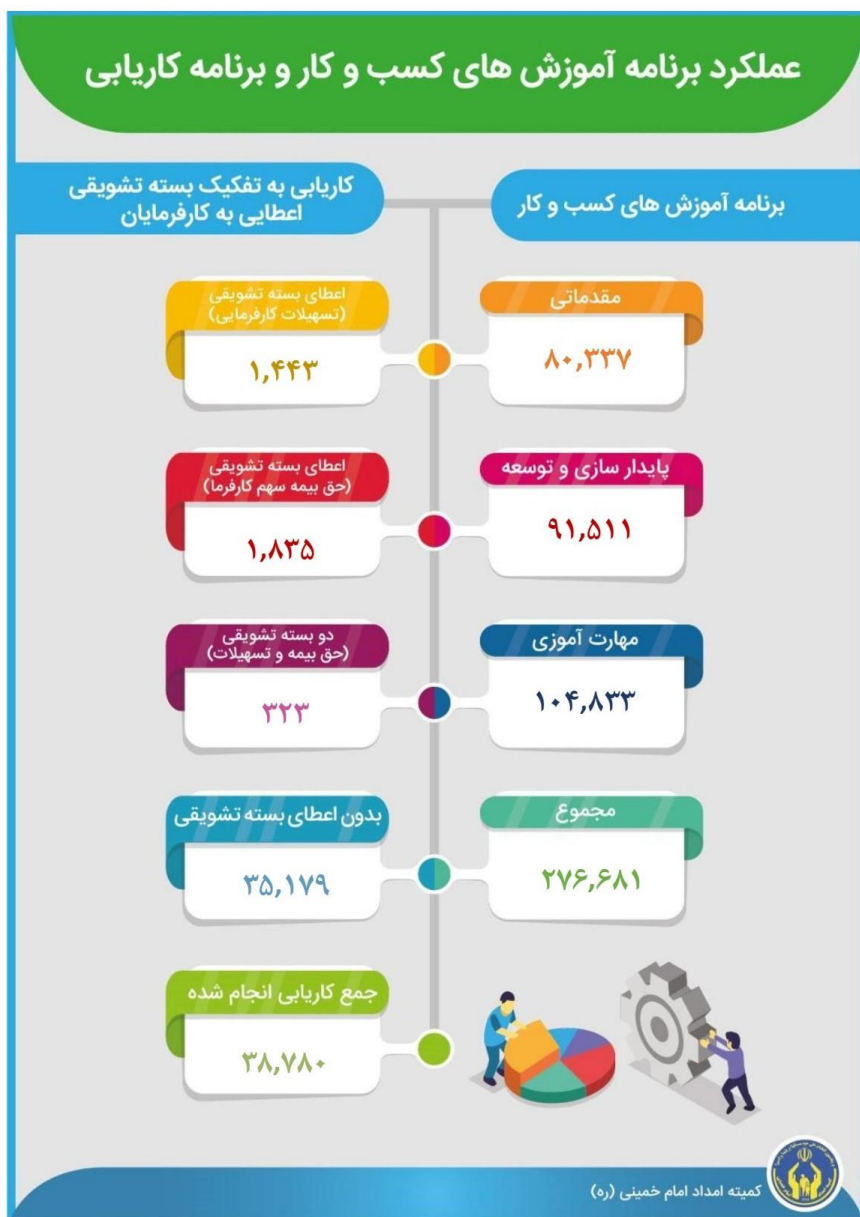 عملکرد برنامه آموزش های کسب و کار و برنامه کاریابی
برنامه آموزش های کسب و کار
مقدماتی
۸۰,۳۳۷
پایدار سازی و توسعه
۹۱,۵۱۱
مهارت آموزی
۱۰۴,۸۳۳
مجموع
۲۷۶,۶۸۱
کاریابی به تفکیک بسته تشویقی
اعطایی به کارفرمایان
اعطای بسته تشویقی
(تسهیلات کارفرمایی)
۱,۴۴۳
اعطای بسته تشویقی
(حق بیمه سهم کارفرما)
۱,۸۳۵
دو بسته تشویقی
(حق بیمه و تسهیلات)
۳۲۳
بدون اعطای بسته تشویقی
۳۵,۱۷۹
جمع کاریابی انجام شده
۳۸,۷۸۰
کمیته امداد امام خمینی (ره)